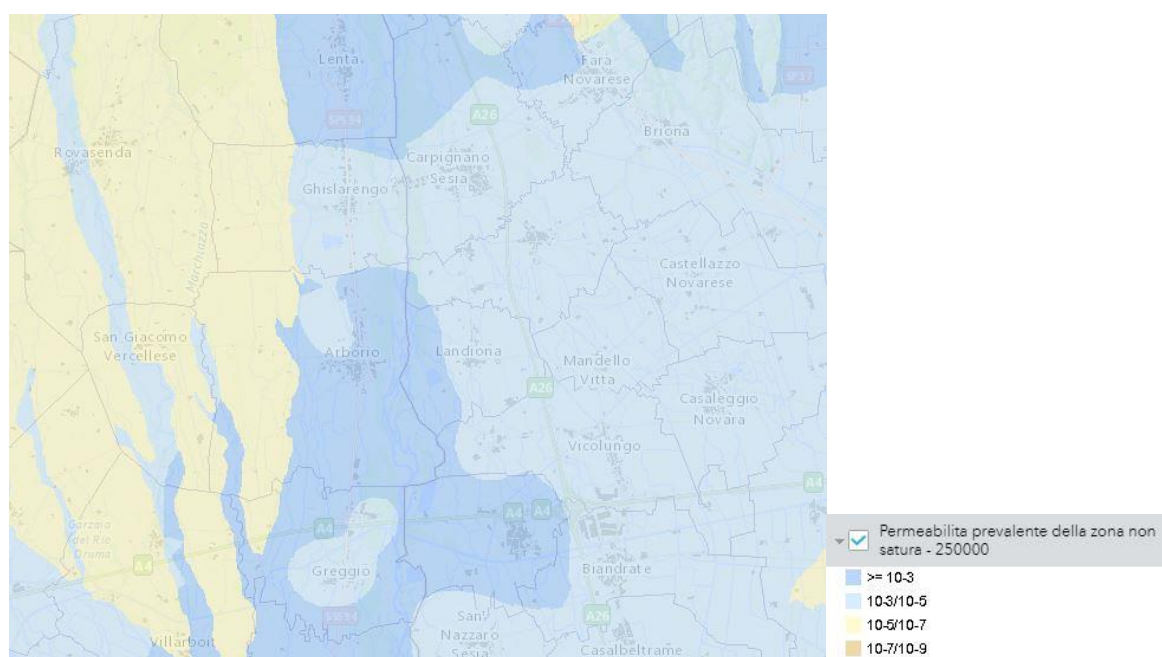 Lenta
Fara
Novarese
SP37
A26
SP594
Briona
Rovasenda
Carpignano
Sesia
Ghislarengo
Marchiazza
Castellazzo
Novarese
San Giacomo
Vercellese
Arborio
Landiona
Mandello
Vitta
A26
Casaleggio
Novara
Vicolungo
A4
Garzaia
del Rio
Druma
A4
A4
A4
A4
Greggio
Biandrate
A26
San
Nazzaro
Sesia
Casalbeltrame
Villarboit
Permeabilita prevalente della zona non
satura - 250000
>= 10-3
10-3/10-5
10-5/10-7
10-7/10-9